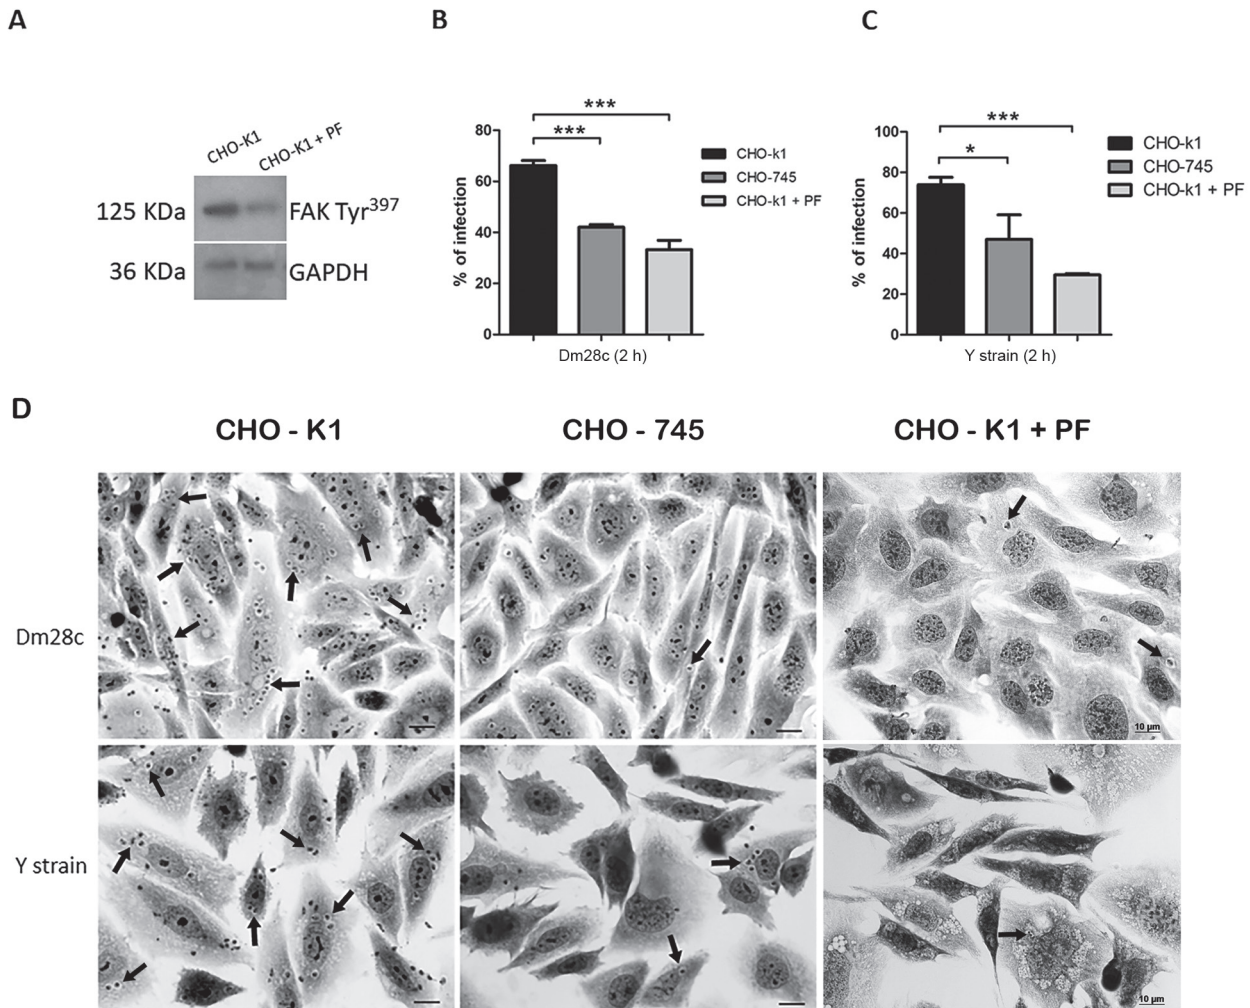 A
CHO-K1
CHO-K1 + PF
125 KDa
FAK Tyr397
36 KDa
GAPDH
B
***
***
% of infection
80
60
40
20
0
Dm28c (2 h)
CHO-k1
CHO-745
CHO-k1 + PF
C
***
*
% of infection
100
80
60
40
20
0
Y strain (2 h)
CHO-k1
CHO-745
CHO-k1 + PF
D
CHO - K1
CHO - 745
CHO - K1 + PF
Dm28c
10 µm
Y strain
10 µm